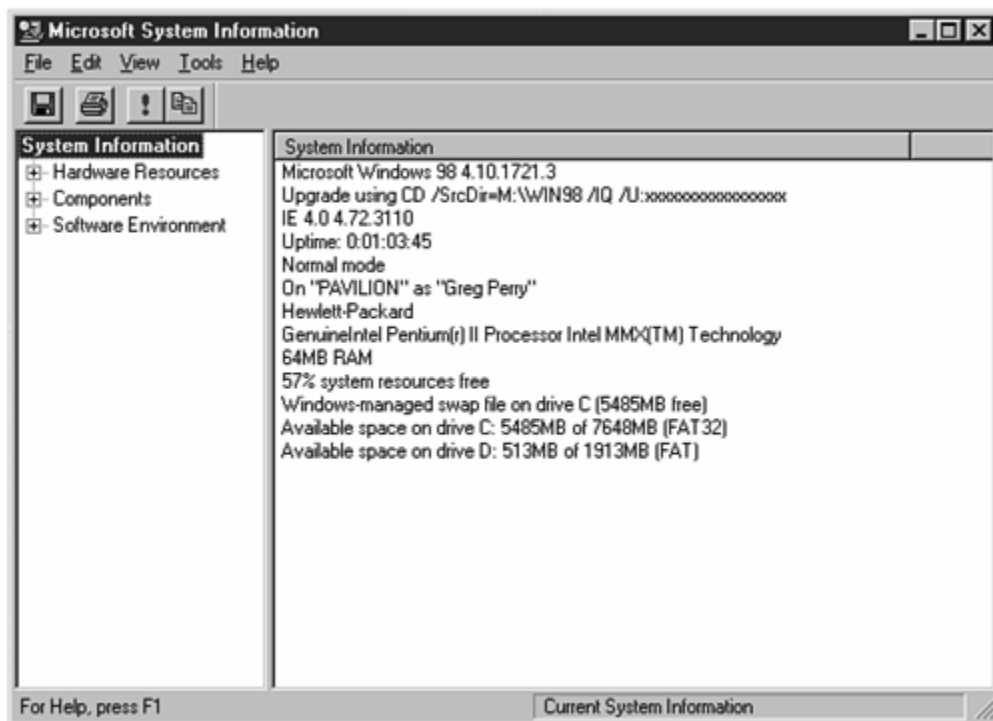 Microsoft System Information
File Edit View Tools Help
System Information
Hardware Resources
Components
Software Environment
System Information
Microsoft Windows 98 4.10.1721.3
Upgrade using CD /SrcDir=M:\WIN98 /IQ /U:xxxxxxxxxxxxxxxxx
IE 4.0 4.72.3110
Uptime: 0:01:03:45
Normal mode
On "PAVILION" as "Greg Perry"
Hewlett-Packard
GenuineIntel Pentium(r) II Processor Intel MMX(TM) Technology
64MB RAM
57% system resources free
Windows-managed swap file on drive C (5485MB free)
Available space on drive C: 5485MB of 7648MB (FAT32)
Available space on drive D: 513MB of 1913MB (FAT)
For Help, press F1
Current System Information